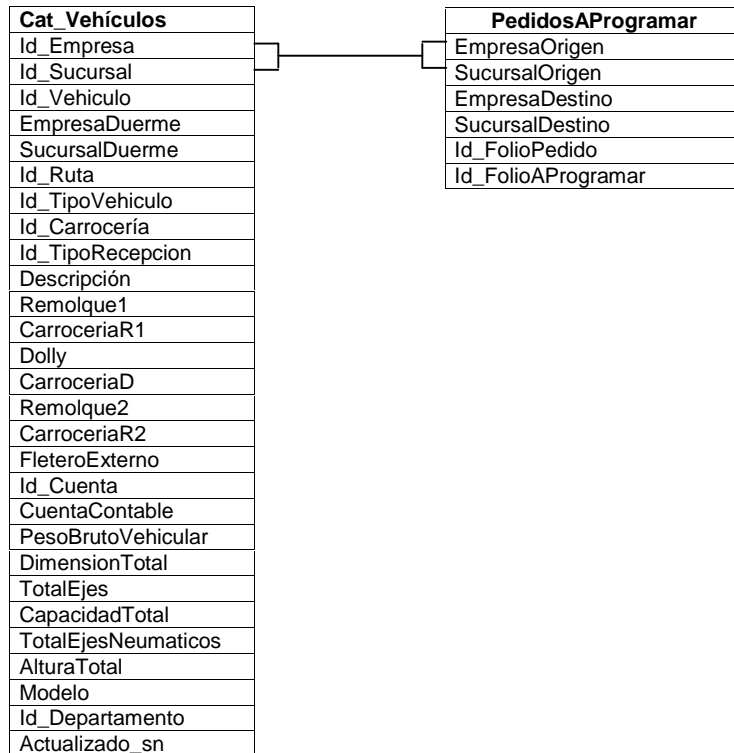 Cat_Vehículos
Id_Empresa
Id_Sucursal
Id_Vehiculo
EmpresaDuerme
SucursalDuerme
Id_Ruta
Id_TipoVehiculo
Id_Carrocería
Id_TipoRecepcion
Descripción
Remolque1
CarroceriaR1
Dolly
CarroceriaD
Remolque2
CarroceriaR2
FleteroExterno
Id_Cuenta
CuentaContable
PesoBrutoVehicular
DimensionTotal
TotalEjes
CapacidadTotal
TotalEjesNeumaticos
AlturaTotal
Modelo
Id_Departamento
Actualizado_sn
PedidosAProgramar
EmpresaOrigen
SucursalOrigen
EmpresaDestino
SucursalDestino
Id_FolioPedido
Id_FolioAProgramar